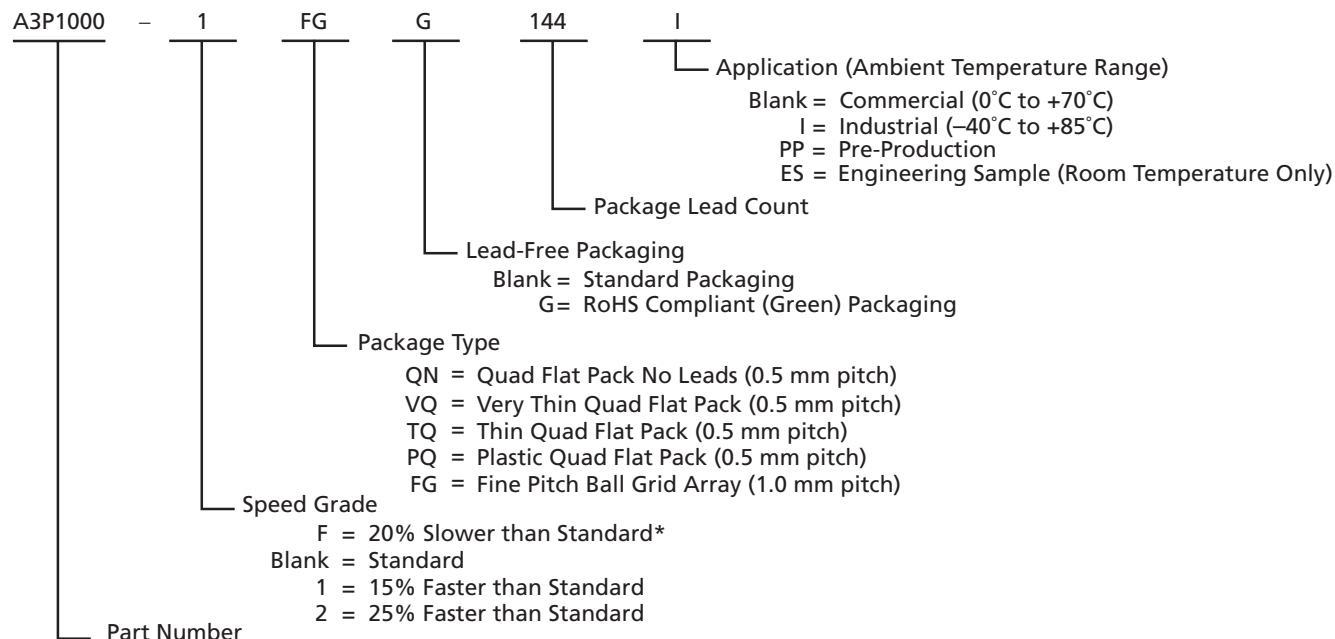 A3P1000 – 1 FG G 144 I
Application (Ambient Temperature Range)
Blank = Commercial (0˚C to +70˚C)
I = Industrial (–40˚C to +85˚C)
PP = Pre-Production
ES = Engineering Sample (Room Temperature Only)
Package Lead Count
Lead-Free Packaging
Blank = Standard Packaging
G= RoHS Compliant (Green) Packaging
Package Type
QN = Quad Flat Pack No Leads (0.5 mm pitch)
VQ = Very Thin Quad Flat Pack (0.5 mm pitch)
TQ = Thin Quad Flat Pack (0.5 mm pitch)
PQ = Plastic Quad Flat Pack (0.5 mm pitch)
FG = Fine Pitch Ball Grid Array (1.0 mm pitch)
Speed Grade
F = 20% Slower than Standard*
Blank = Standard
1 = 15% Faster than Standard
2 = 25% Faster than Standard
Part Number